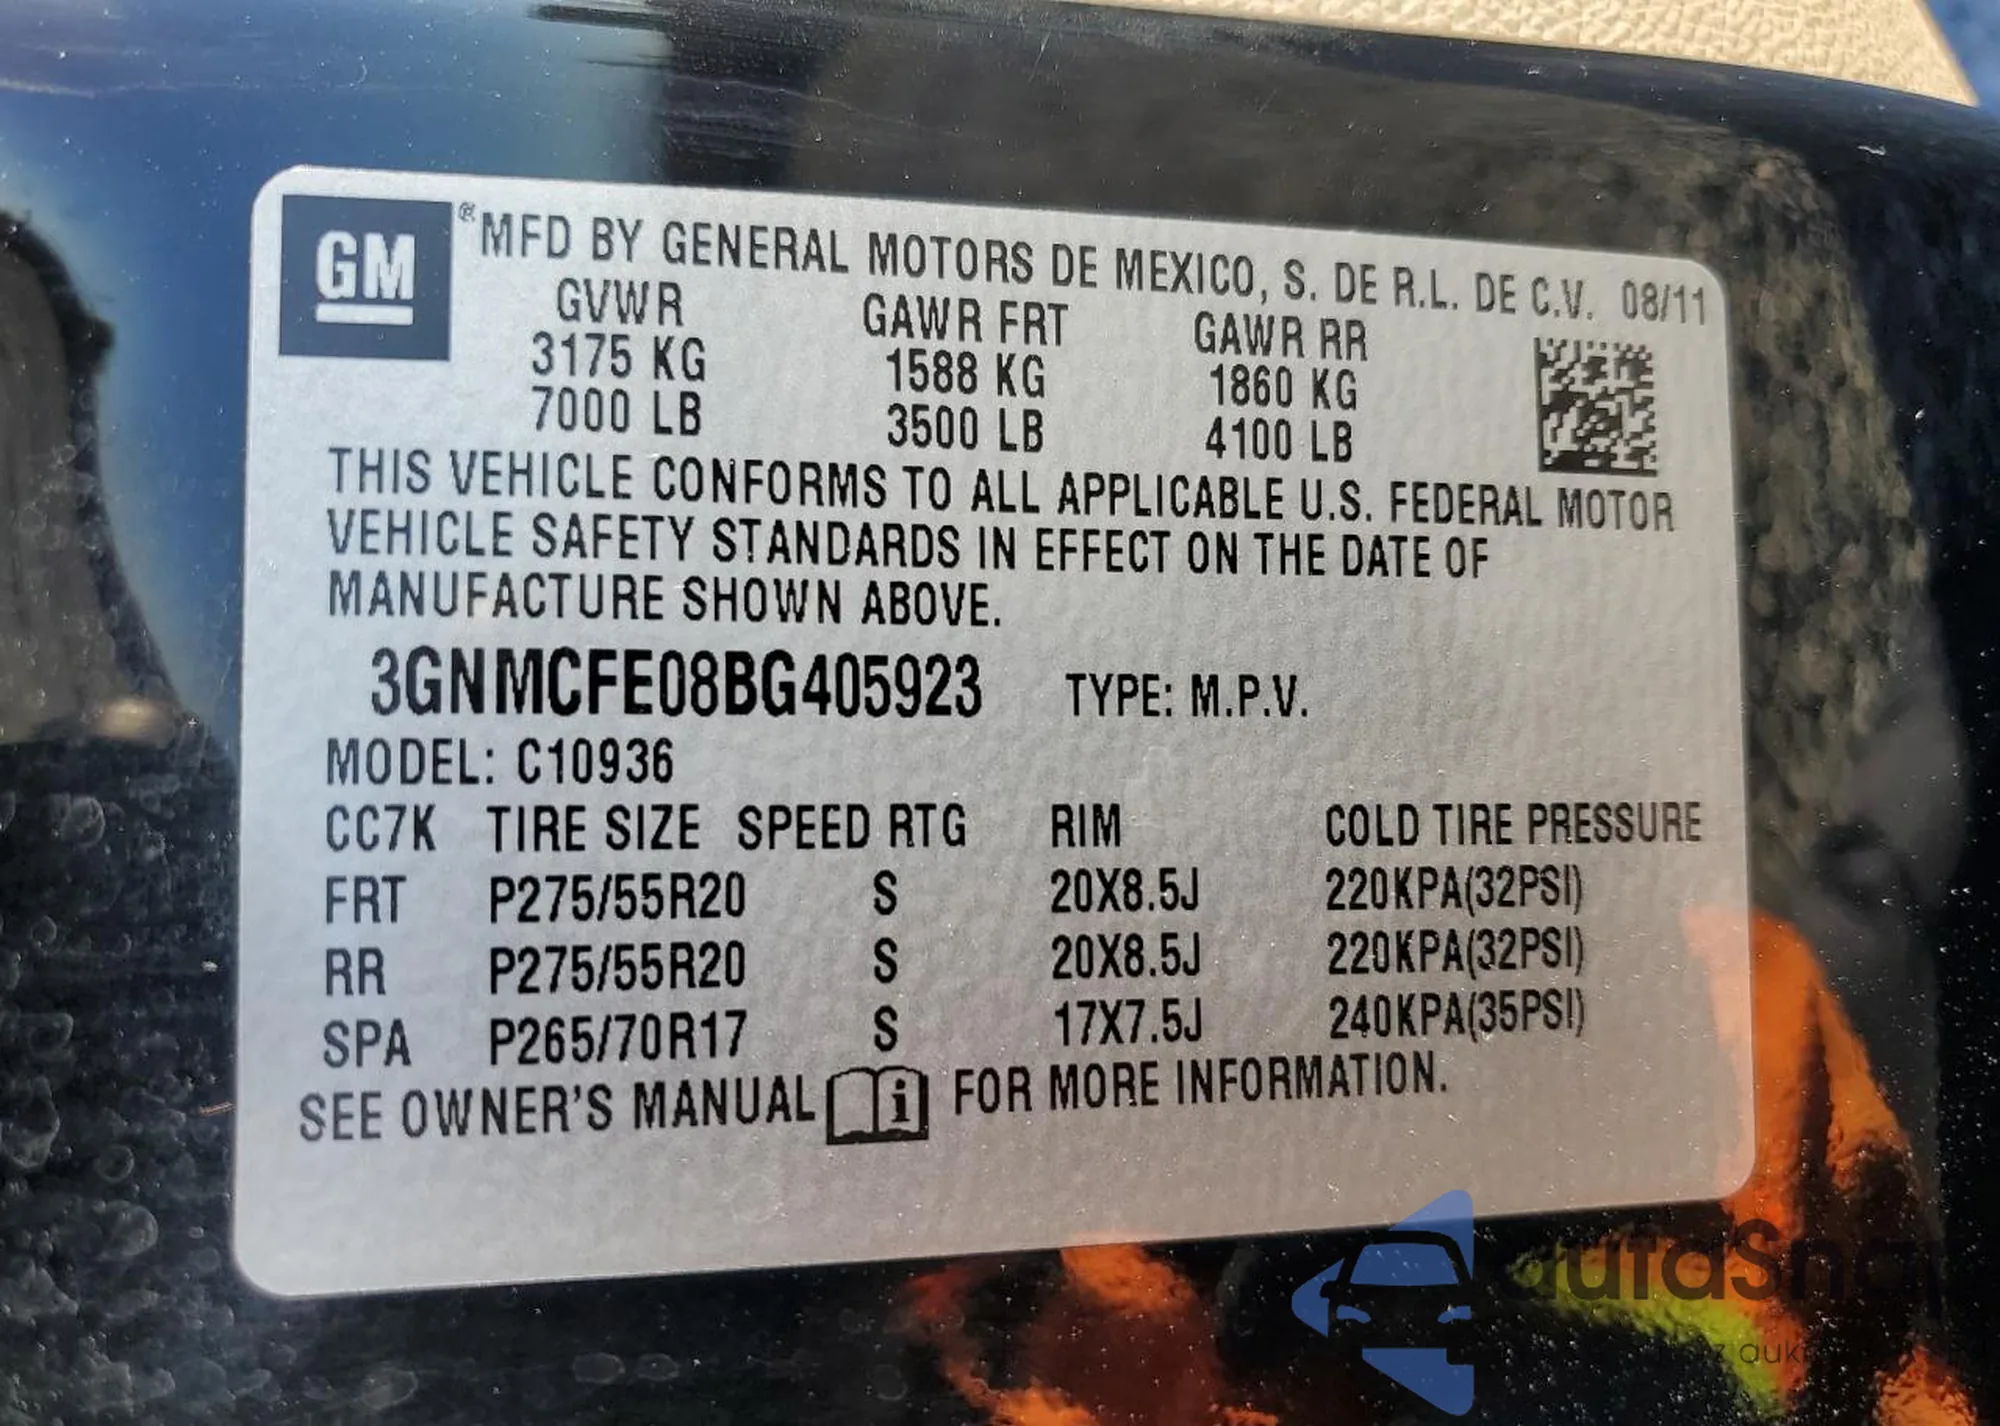 GM ® MFD BY GENERAL MOTORS DE MEXICO, S. DE R.L. DE C.V. 08/11
GVWR GAWR FRT GAWR RR
3175 KG 1588 KG 1860 KG
7000 LB 3500 LB 4100 LB
THIS VEHICLE CONFORMS TO ALL APPLICABLE U.S. FEDERAL MOTOR
VEHICLE SAFETY STANDARDS IN EFFECT ON THE DATE OF
MANUFACTURE SHOWN ABOVE.
3GNMCFE08BG405923 TYPE: M.P.V.
MODEL: C10936
CC7K TIRE SIZE SPEED RTG RIM COLD TIRE PRESSURE
FRT P275/55R20 S 20X8.5J 220KPA(32PSI)
RR P275/55R20 S 20X8.5J 220KPA(32PSI)
SPA P265/70R17 S 17X7.5J 240KPA(35PSI)
SEE OWNER'S MANUAL i FOR MORE INFORMATION.